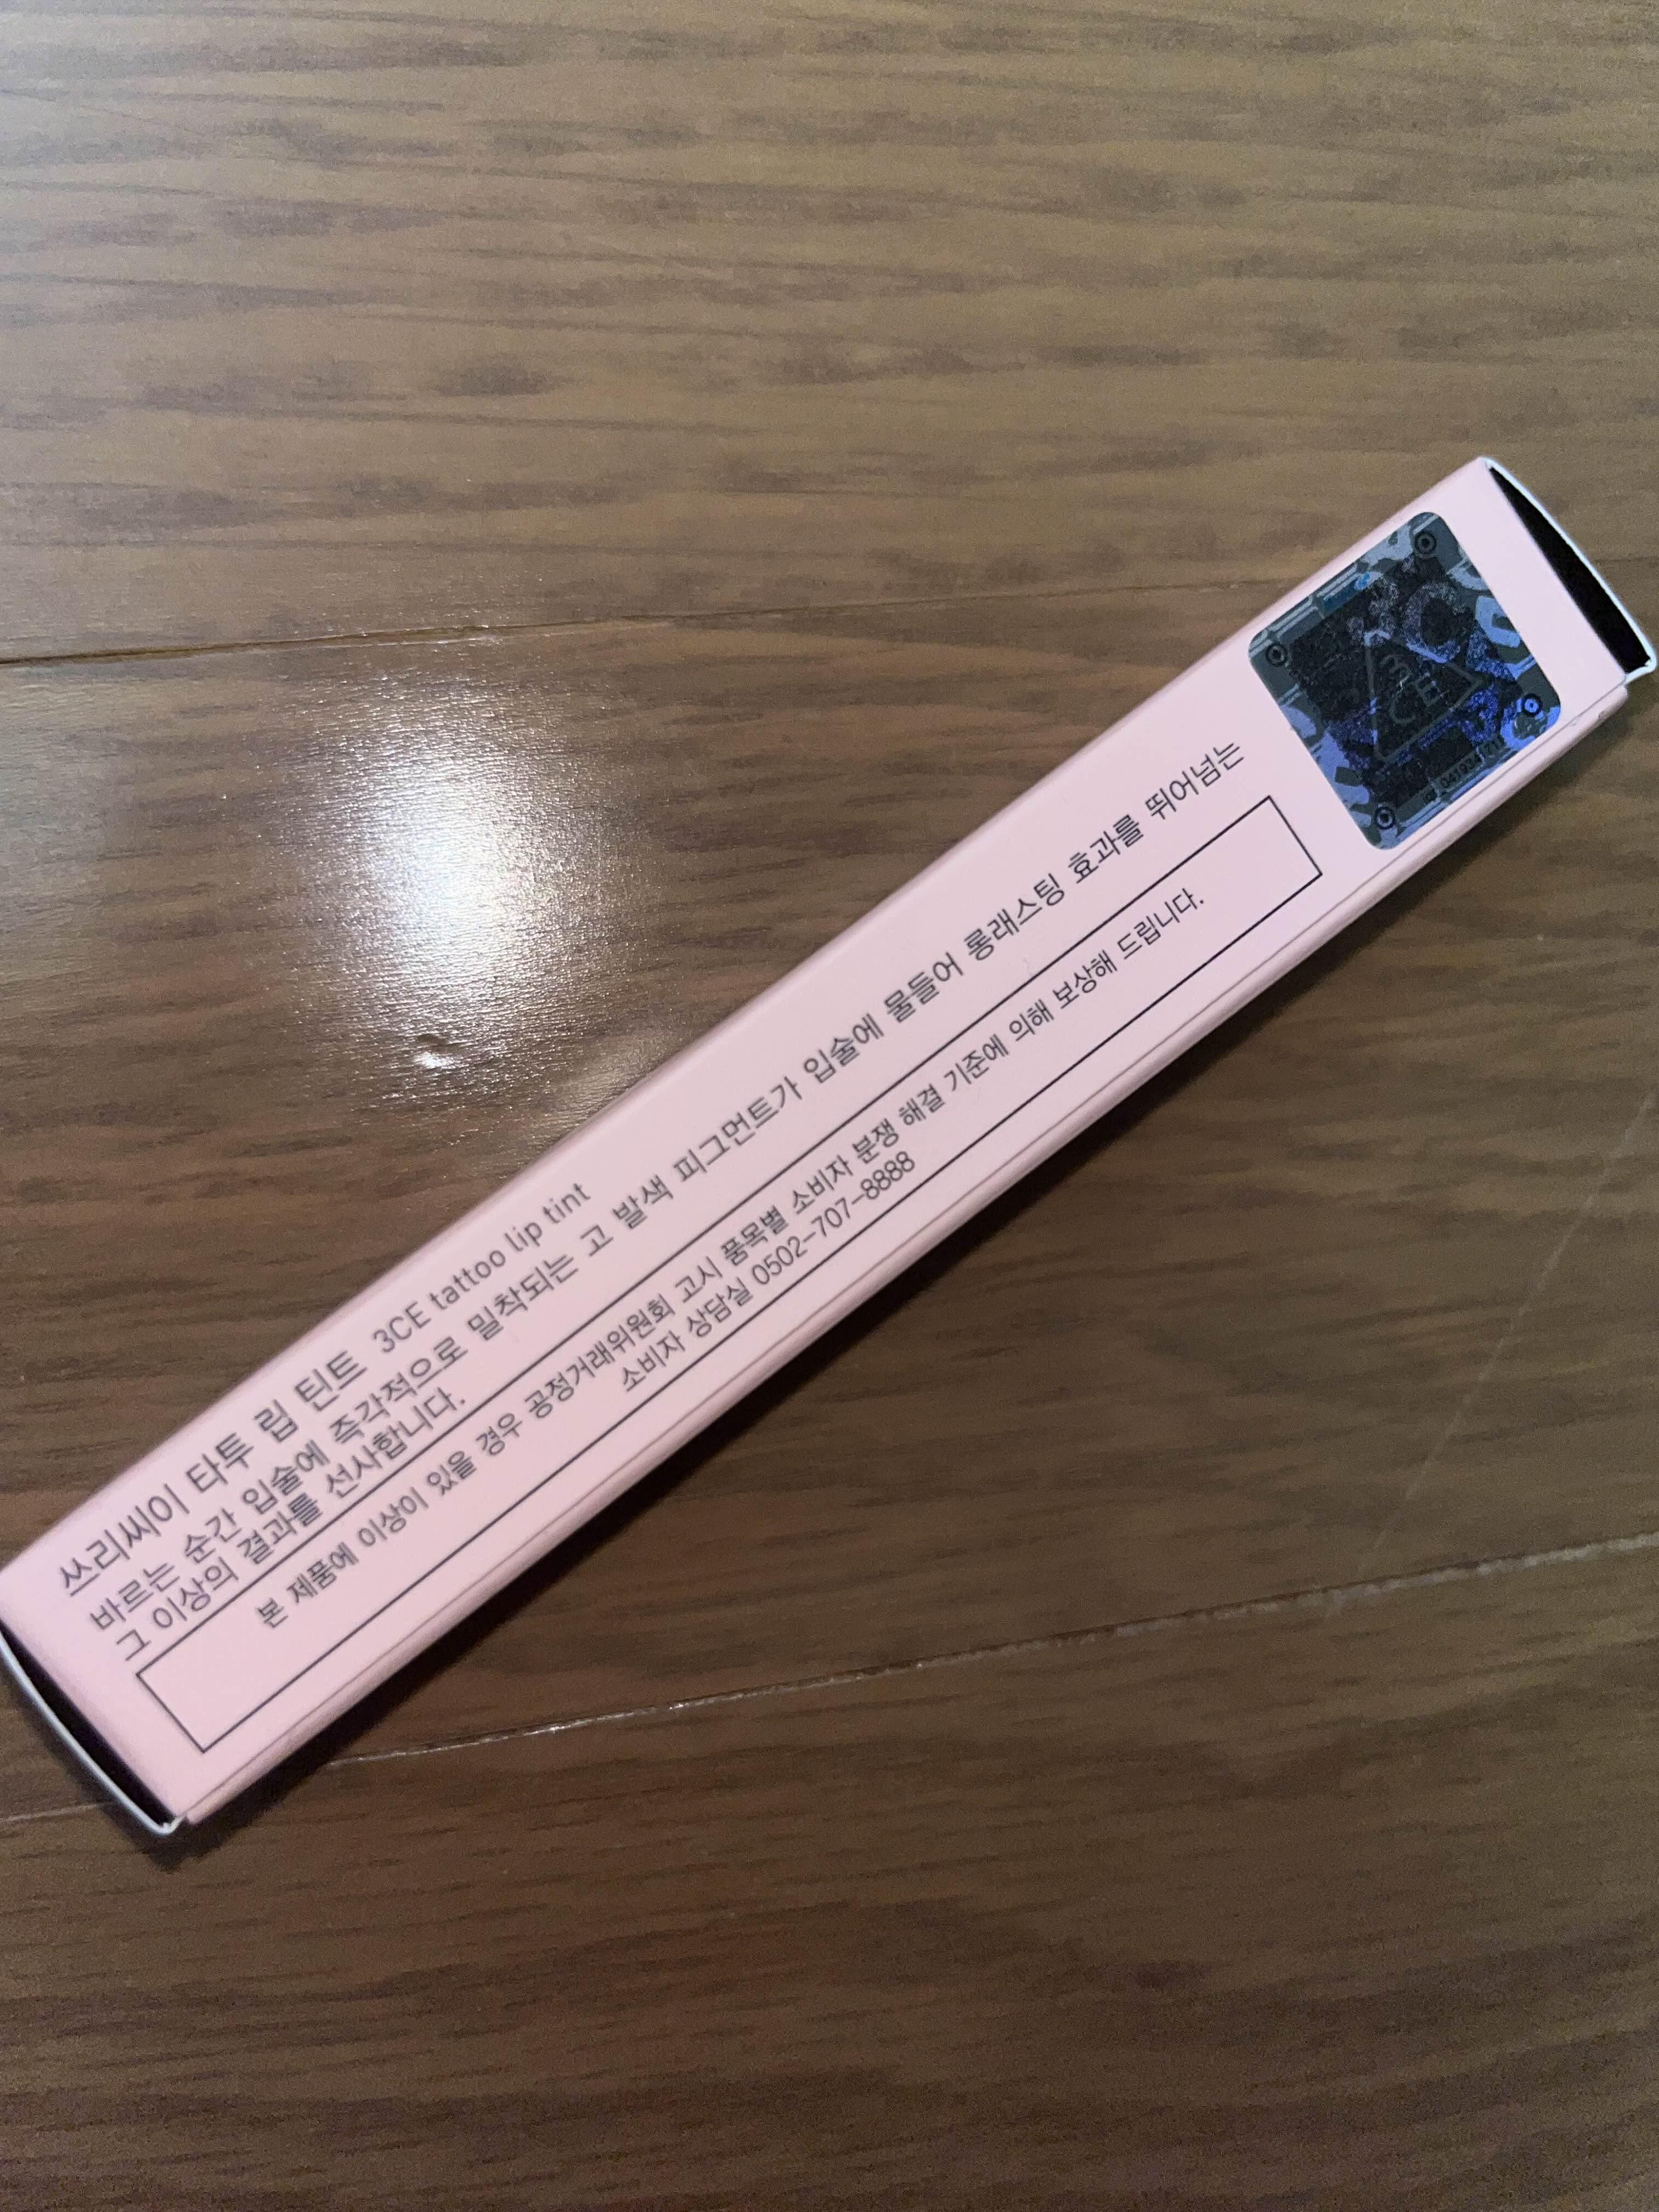 쓰리씨이 타투 립 틴트 3CE tattoo lip tint
바르는 순간 입술에 즉각적으로 밀착되는 고 발색 피그먼트가 입술에 물들어 롱래스팅 효과를 뛰어넘는
그 이상의 결과를 선사합니다.
본 제품에 이상이 있을 경우 공정거래위원회 고시 품목별 소비자 분쟁 해결 기준에 의해 보상해 드립니다.
소비자 상담실 0502-707-8888
3
CE